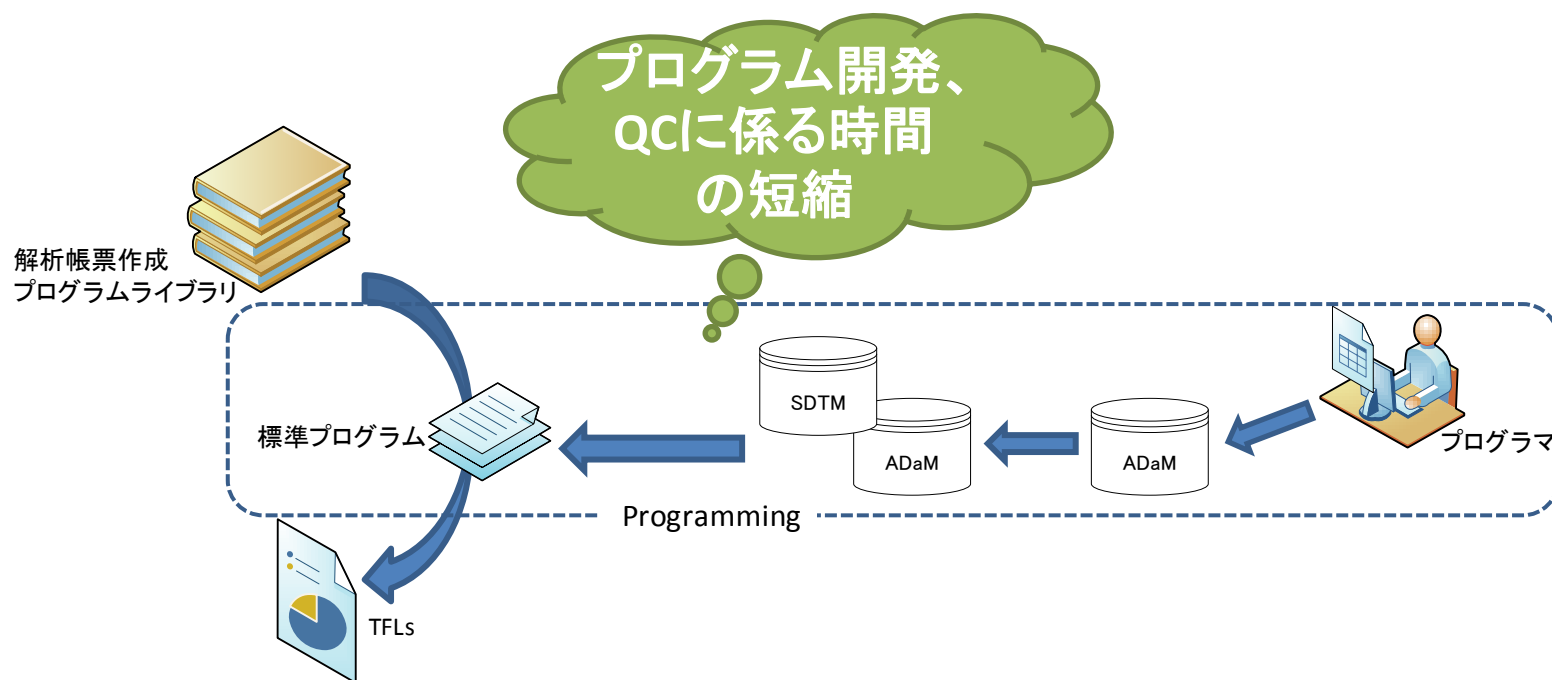 プログラム開発、
QCに係る時間
の短縮
解析帳票作成
プログラムライブラリ
標準プログラム
SDTM
ADaM
ADaM
プログラマ
Programming
TFLs